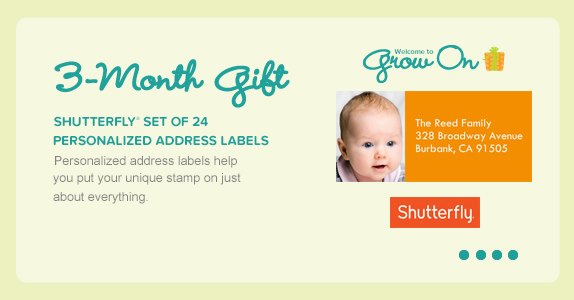 3-Month Gift
SHUTTERFLY® SET OF 24
PERSONALIZED ADDRESS LABELS
Personalized address labels help
you put your unique stamp on just
about everything.
Welcome to
Grow On
The Reed Family
328 Broadway Avenue
Burbank, CA 91505
Shutterfly.